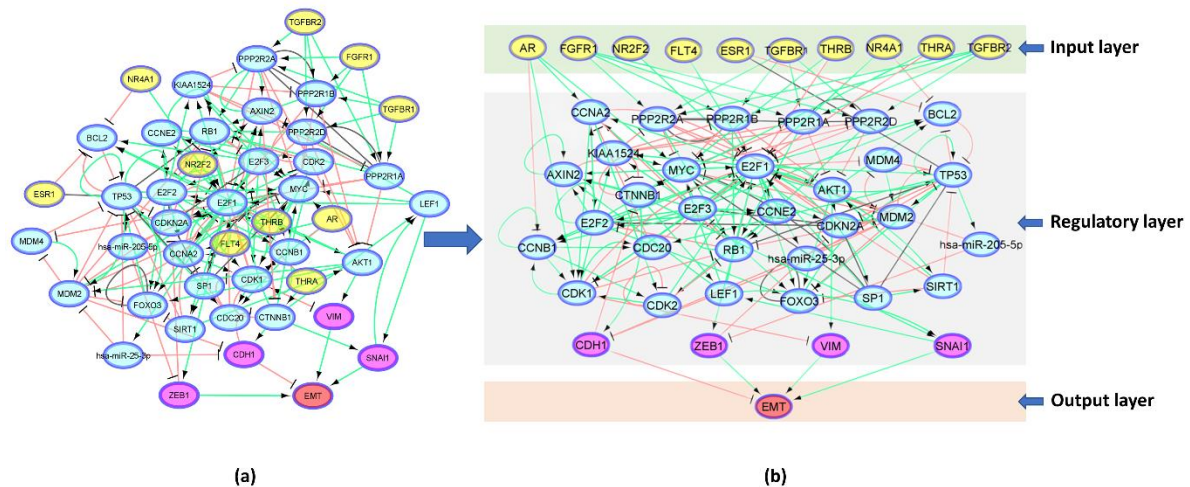 TGFBR2
FGFR1
PPP2R2A
NR4A1
KIAA1524
PPP2R1B
TGFBR1
AXIN2
CCNE2
RB1
PPP2R2D
BCL2
NR2F2
E2F3
CDK2
PPP2R1A
MYC
ESR1
TP53
E2F2
E2F1
LEF1
CDKN2A
THRB
AR
MDM4
hsa-miR-205-5p
CCNA2
FLT4
CCNB1
AKT1
SP1
CDK1
THRA
MDM2
FOXO3
VIM
SIRT1
CDC20
CTNNB1
hsa-miR-25-3p
CDH1
SNAI1
ZEB1
EMT
(a)
AR FGFR1 NR2F2 FLT4 ESR1 TGFBR1 THRB NR4A1 THRA TGFBR2
Input layer
CCNA2 PPP2R2A PPP2R1B PPP2R1A PPP2R2D BCL2
KIAA1524 MYC E2F1 MDM4
AXIN2 CTNNB1 AKT1 TP53
E2F2 E2F3 CCNE2 CDKN2A MDM2
Regulatory layer
CCNB1 CDC20 RB1 hsa-miR-25-3p hsa-miR-205-5p
CDK1 CDK2 LEF1 FOXO3 SP1 SIRT1
CDH1 ZEB1 VIM SNAI1
EMT
Output layer
(b)